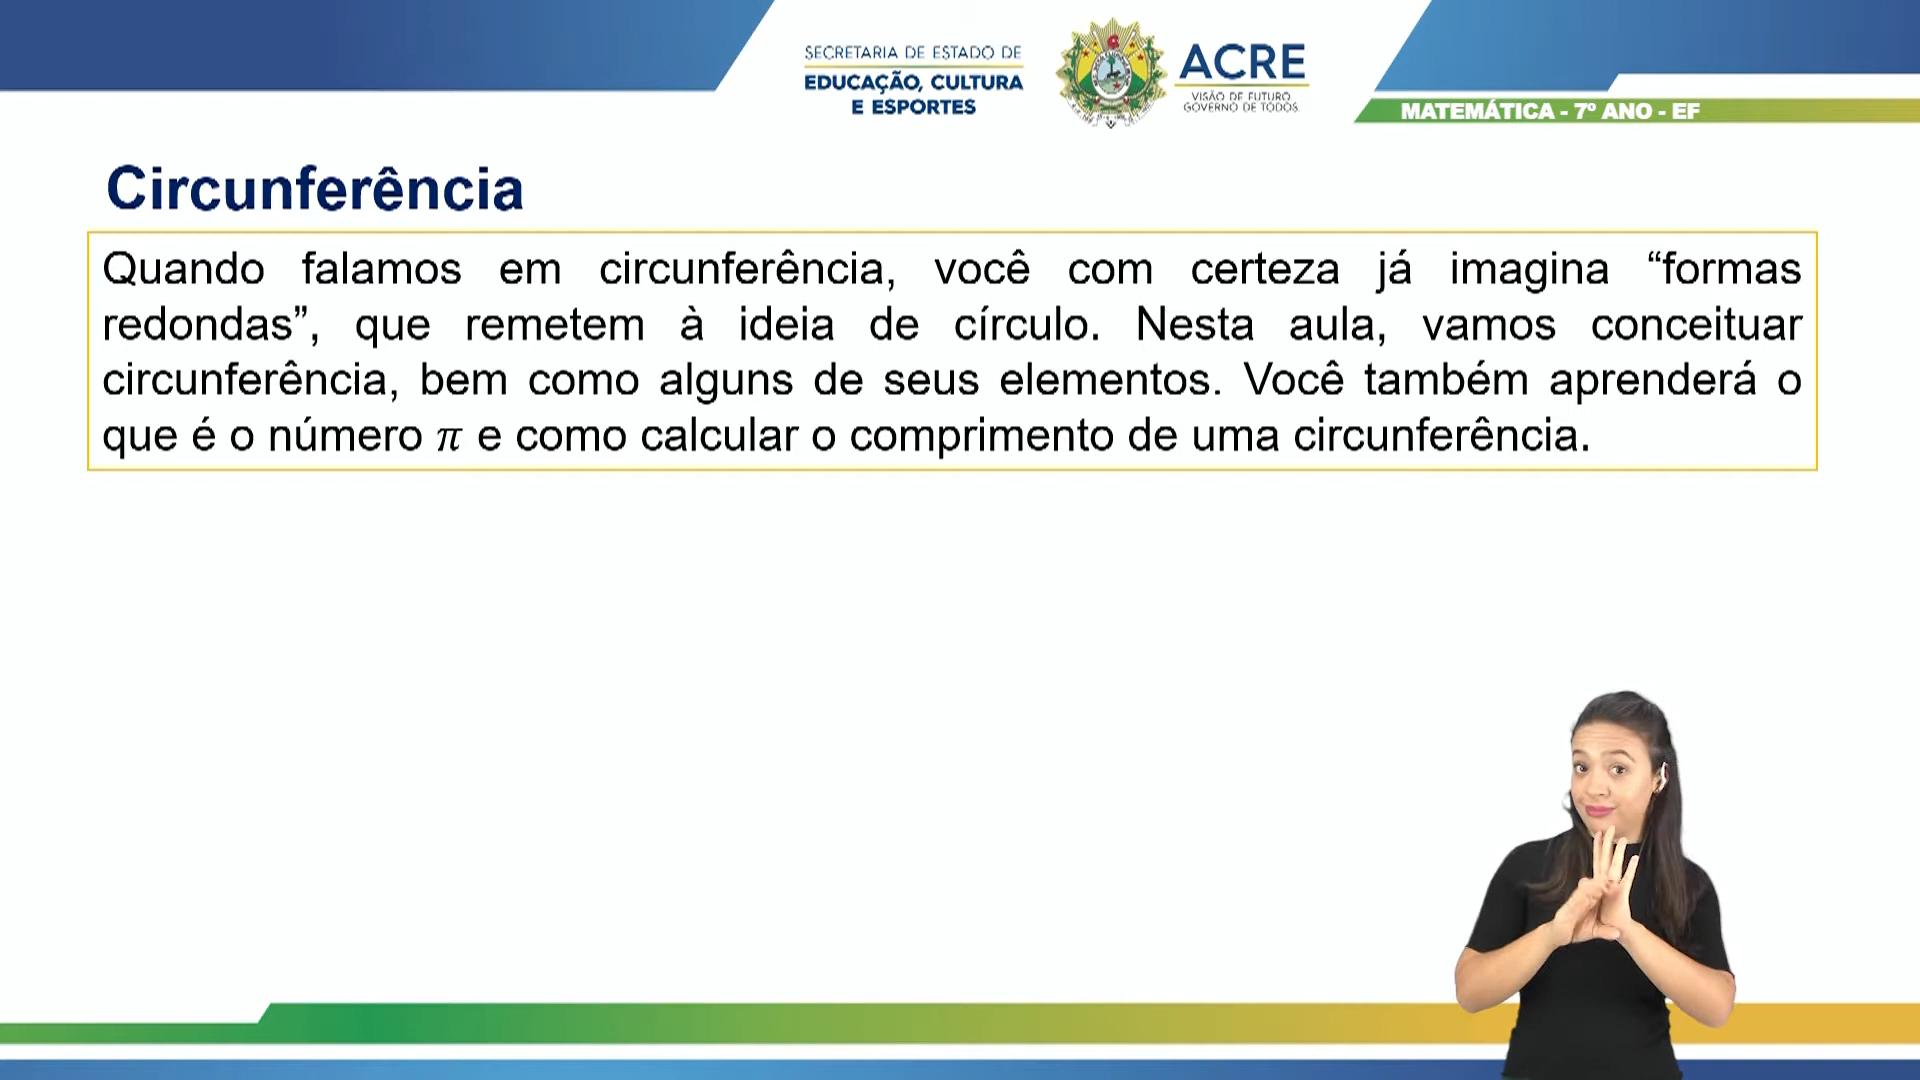 SECRETARIA DE ESTADO DE
EDUCAÇÃO, CULTURA
E ESPORTES
ACRE
VISÃO DE FUTURO
GOVERNO DE TODOS
MATEMÁTICA - 7º ANO - EF
Circunferência
Quando falamos em circunferência, você com certeza já imagina “formas
redondas”, que remetem à ideia de círculo. Nesta aula, vamos conceituar
circunferência, bem como alguns de seus elementos. Você também aprenderá o
que é o número π e como calcular o comprimento de uma circunferência.